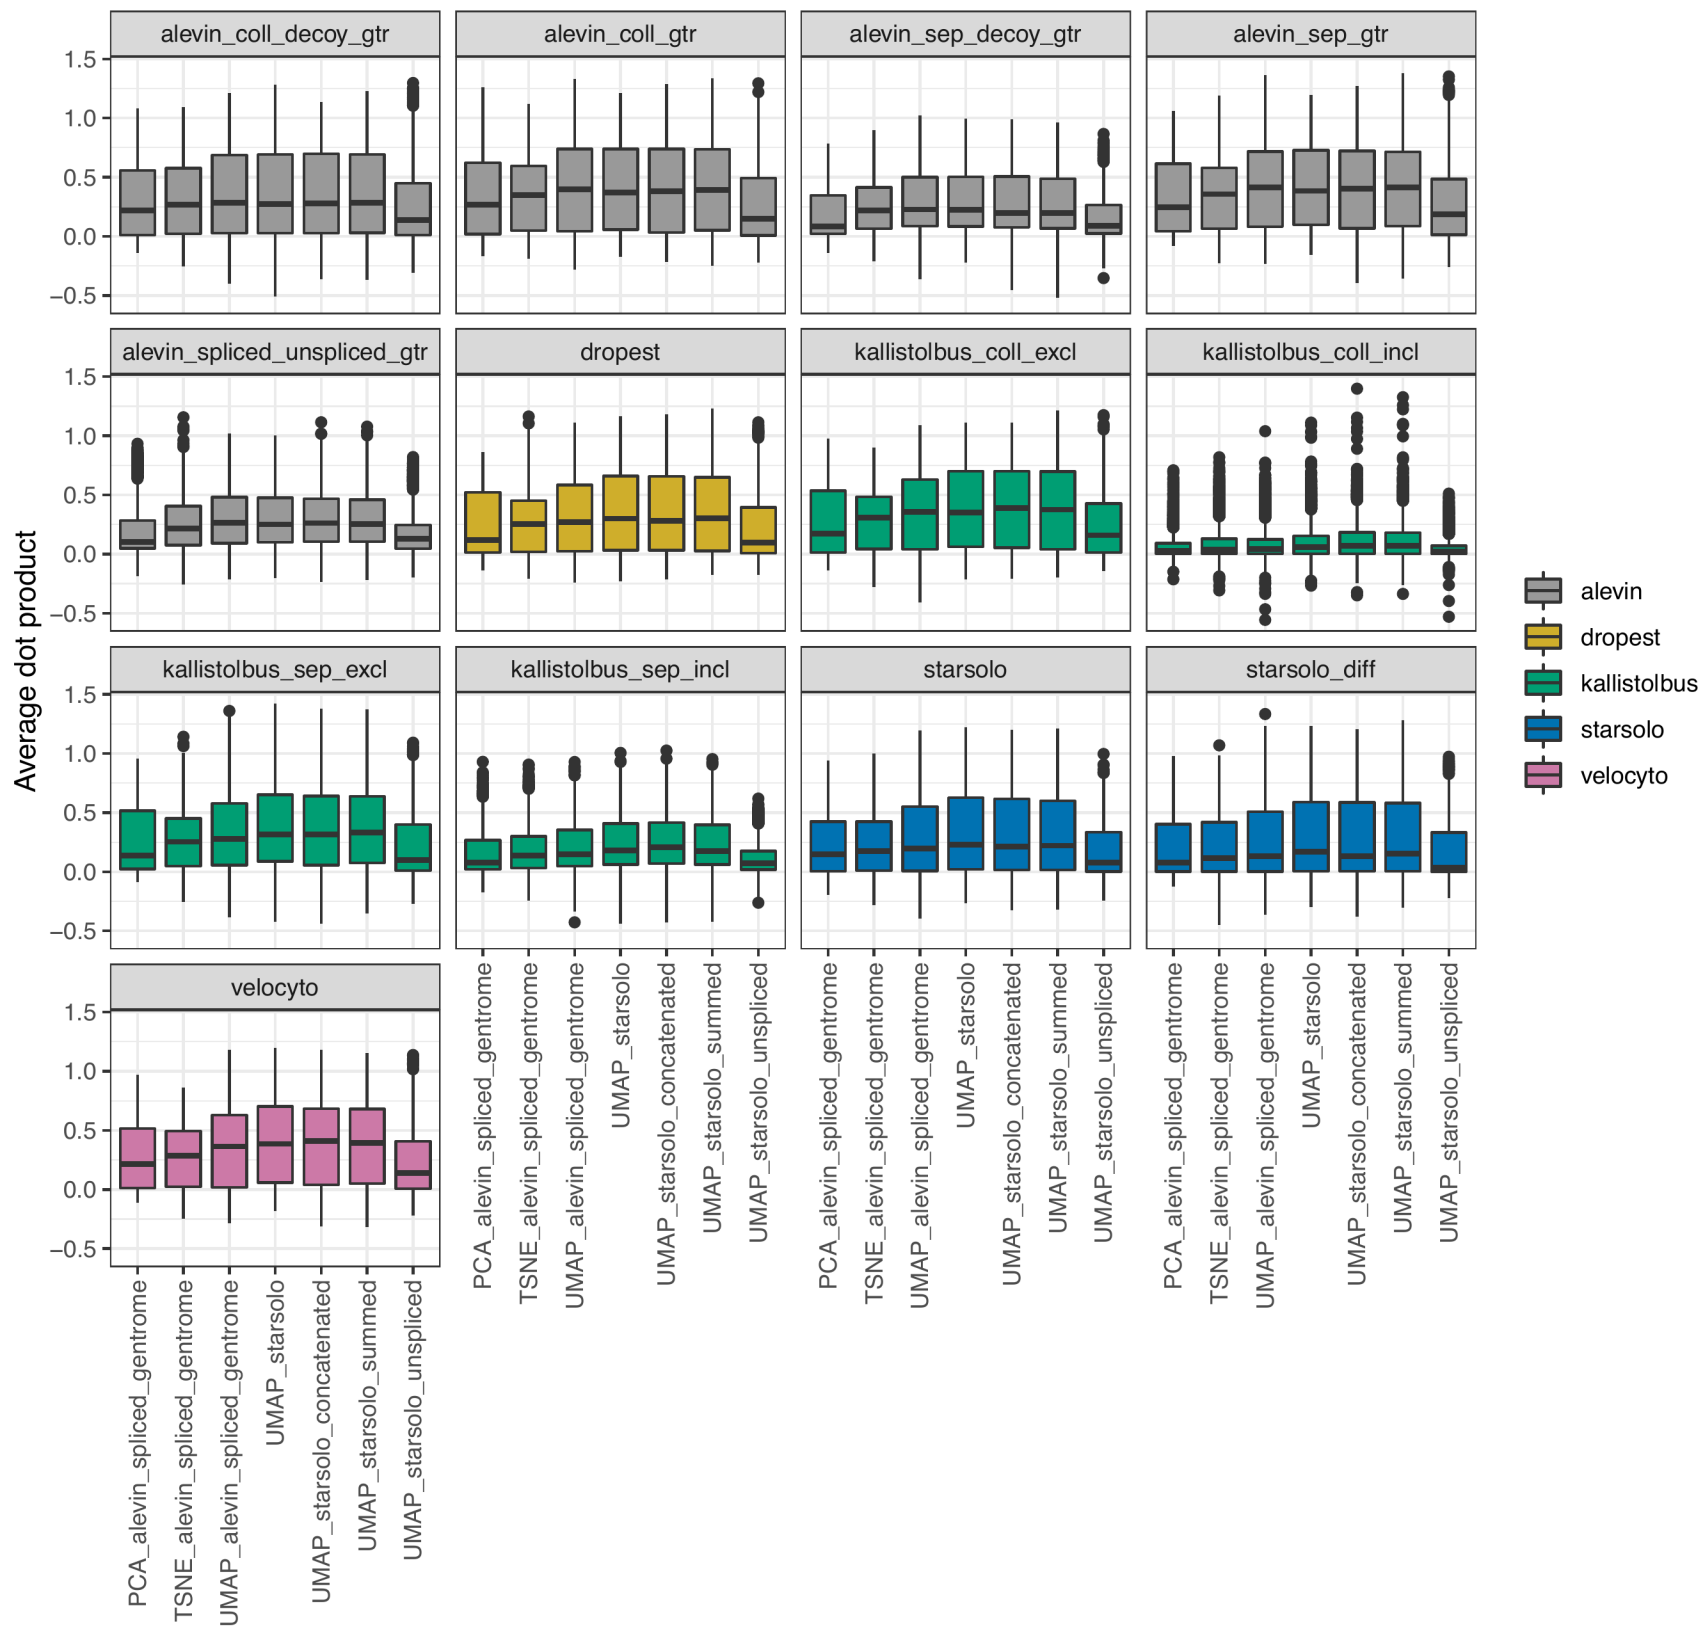 alevin_coll_decoy_gtr
alevin_coll_gtr
alevin_sep_decoy_gtr
alevin_sep_gtr
1.5
1.0
0.5
0.0
−0.5
alevin_spliced_unspliced_gtr
dropest
kallistolbus_coll_excl
kallistolbus_coll_incl
1.5
1.0
0.5
0.0
−0.5
Average dot product
kallistolbus_sep_excl
kallistolbus_sep_incl
starsolo
starsolo_diff
1.5
1.0
0.5
0.0
−0.5
velocyto
1.5
1.0
0.5
0.0
−0.5
PCA_alevin_spliced_gentrome
TSNE_alevin_spliced_gentrome
UMAP_alevin_spliced_gentrome
UMAP_starsolo
UMAP_starsolo_concatenated
UMAP_starsolo_summed
UMAP_starsolo_unspliced
PCA_alevin_spliced_gentrome
TSNE_alevin_spliced_gentrome
UMAP_alevin_spliced_gentrome
UMAP_starsolo
UMAP_starsolo_concatenated
UMAP_starsolo_summed
UMAP_starsolo_unspliced
PCA_alevin_spliced_gentrome
TSNE_alevin_spliced_gentrome
UMAP_alevin_spliced_gentrome
UMAP_starsolo
UMAP_starsolo_concatenated
UMAP_starsolo_summed
UMAP_starsolo_unspliced
PCA_alevin_spliced_gentrome
TSNE_alevin_spliced_gentrome
UMAP_alevin_spliced_gentrome
UMAP_starsolo
UMAP_starsolo_concatenated
UMAP_starsolo_summed
UMAP_starsolo_unspliced
alevin
dropest
kallistolbus
starsolo
velocyto